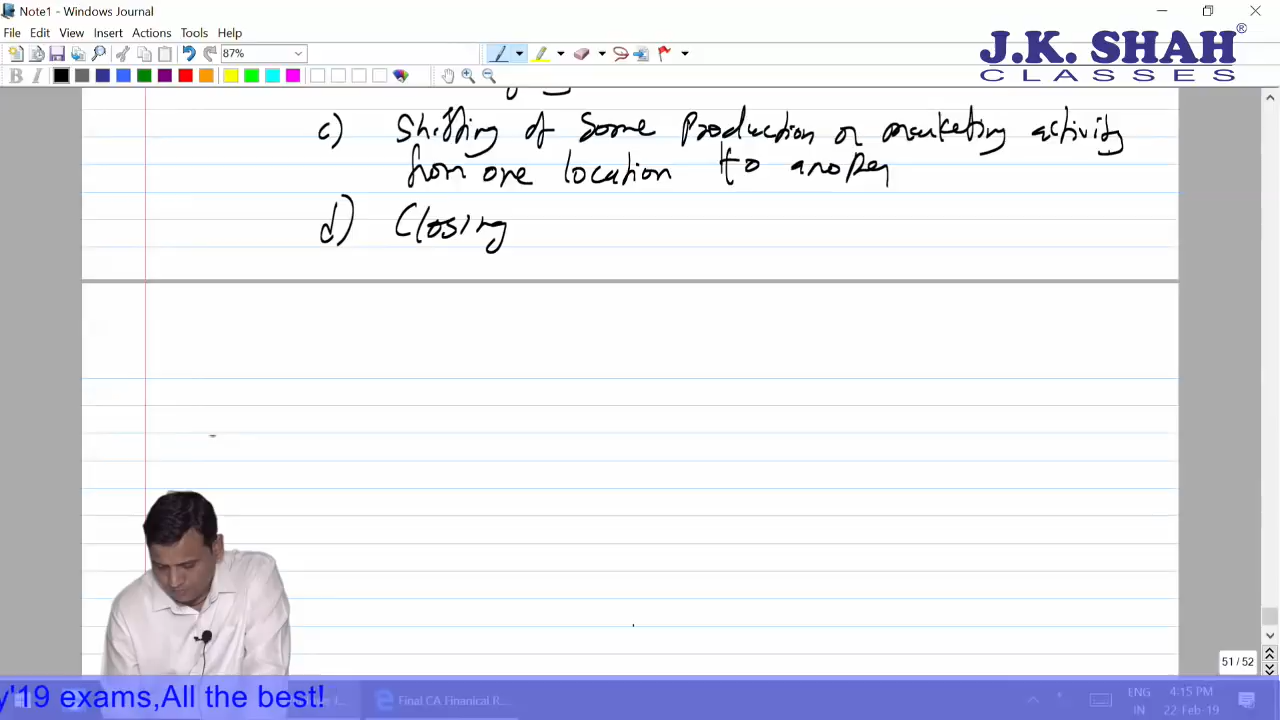 Note1 - Windows Journal
File Edit View Insert Actions Tools Help
87%
J.K. SHAH®
CLASSES
c) Shifting of Some Production or marketing activity
from one location to another
d) Closing
51 / 52
y'19 exams,All the best!
Final CA Finanical R...
ENG
IN
4:15 PM
22-Feb-19